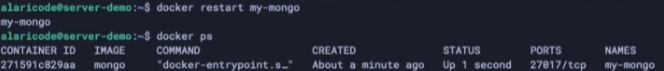 alaricode@server-demo:~$ docker restart my-mongo
my-mongo
alaricode@server-demo:~$ docker ps
CONTAINER ID IMAGE COMMAND CREATED STATUS PORTS NAMES
271591c829aa mongo "docker-entrypoint.s…" About a minute ago Up 1 second 27017/tcp my-mongo